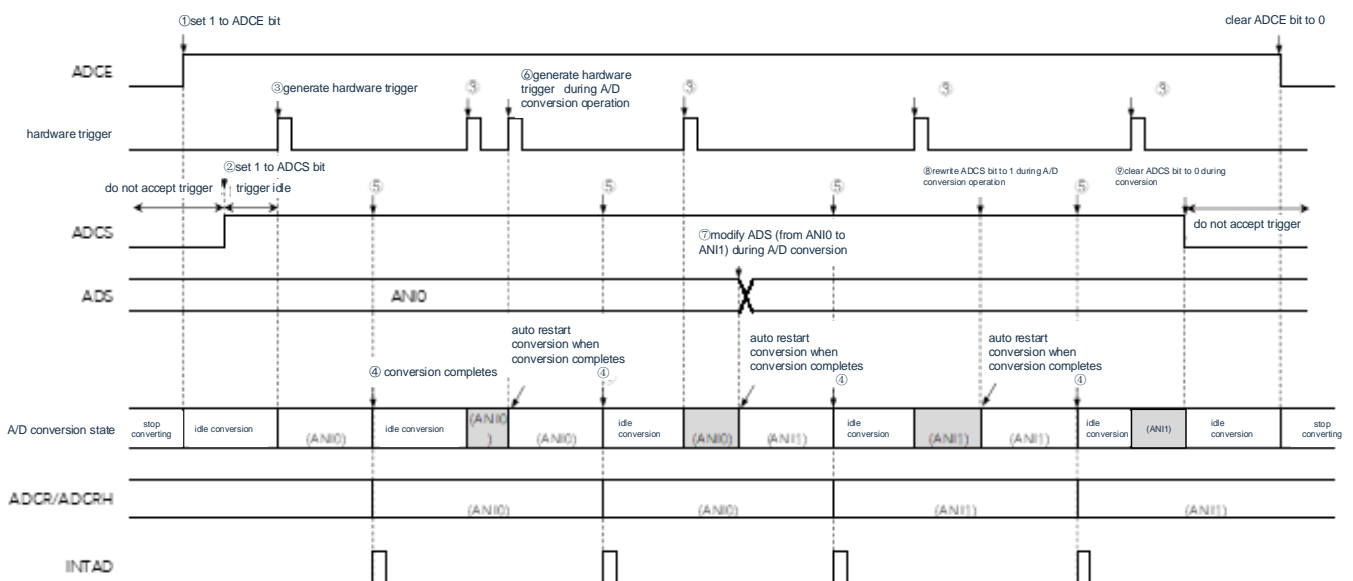 ①set 1 to ADCE bit
clear ADCE bit to 0
ADCE
③generate hardware trigger
③
⑥generate hardware
trigger during A/D
conversion operation
③
③
③
hardware trigger
②set 1 to ADCS bit
do not accept trigger
trigger idle
⑤
⑤
⑤
⑧rewrite ADCS bit to 1 during A/D
conversion operation
⑤
⑨clear ADCS bit to 0 during
conversion
do not accept trigger
ADCS
⑦modify ADS (from ANI0 to
ANI1) during A/D conversion
ADS
ANI0
auto restart
conversion when
conversion completes
auto restart
conversion when
conversion completes
auto restart
conversion when
conversion completes
④ conversion completes
④
④
④
A/D conversion state
stop
converting
idle conversion
(ANI0)
idle conversion
(ANI0
)
(ANI0)
idle
conversion
(ANI0)
(ANI1)
idle
conversion
(ANI1)
(ANI1)
idle
conversion
(ANI1)
idle
conversion
stop
converting
ADCR/ADCRH
(ANI0)
(ANI0)
(ANI1)
(ANI1)
INTAD